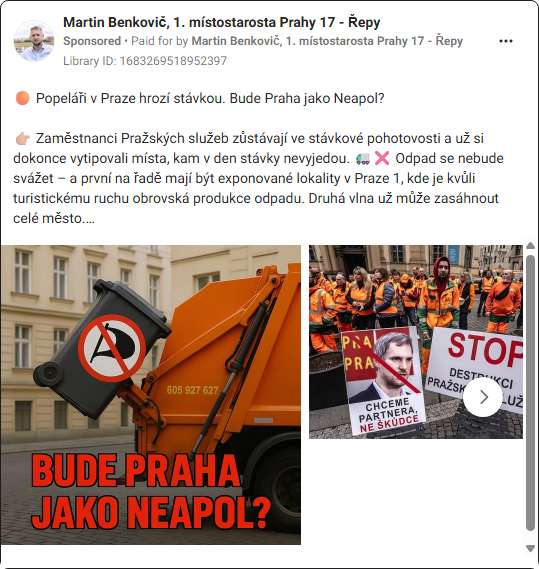 Martin Benkovič, 1. místostarosta Prahy 17 - Řepy
Sponsored • Paid for by Martin Benkovič, 1. místostarosta Prahy 17 - Řepy
Library ID: 1683269518952397
Popeláři v Praze hrozí stávkou. Bude Praha jako Neapol?
Zaměstnanci Pražských služeb zůstávají ve stávkové pohotovosti a už si
dokonce vytipovali místa, kam v den stávky nevyjedou. Odpad se nebude
svážet – a první na řadě mají být exponované lokality v Praze 1, kde je kvůli
turistickému ruchu obrovská produkce odpadu. Druhá vlna už může zasáhnout
celé město....
605 927 627
BUDE PRAHA
JAKO NEAPOL?
PRA
PRA
CHCEME
PARTNERA,
NE ŠKŮDCE
STOP
DESTRUKCI
PRAŽSK